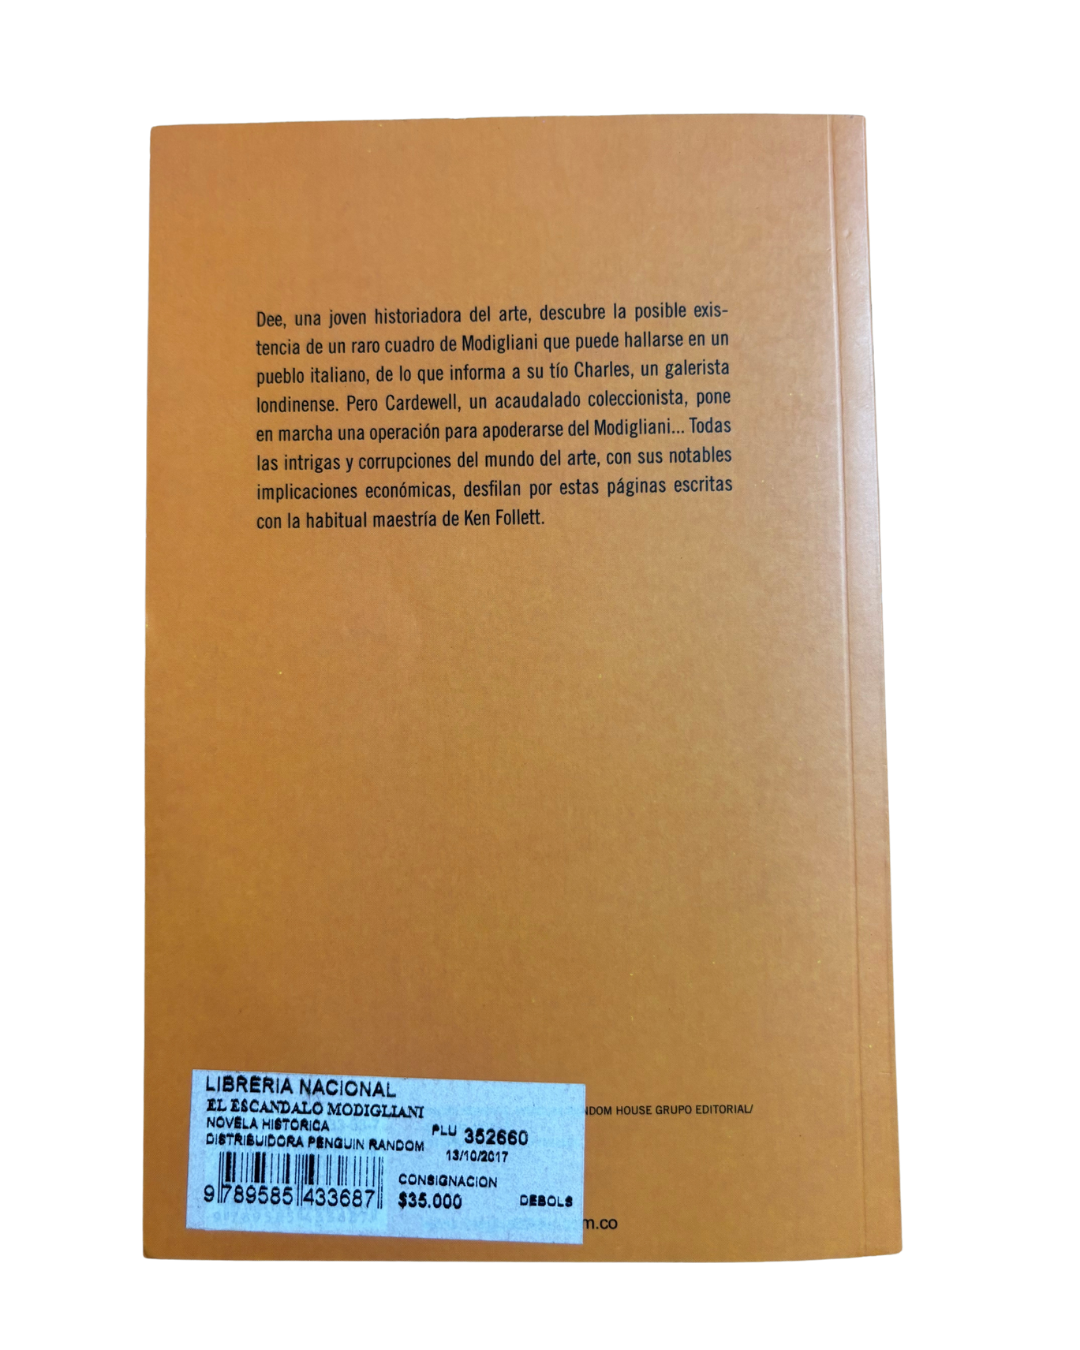 Dee, una joven historiadora del arte, descubre la posible exis-
tencia de un raro cuadro de Modigliani que puede hallarse en un
pueblo italiano, de lo que informa a su tío Charles, un galerista
londinense. Pero Cardewell, un acaudalado coleccionista, pone
en marcha una operación para apoderarse del Modigliani... Todas
las intrigas y corrupciones del mundo del arte, con sus notables
implicaciones económicas, desfilan por estas páginas escritas
con la habitual maestría de Ken Follett.
LIBRERIA NACIONAL
EL ESCANDALO MODIGLIANI
NOVELA HISTORICA
PLU 352660
DISTRIBUIDORA PENGUIN RANDOM
13/10/2017
CONSIGNACION
9 789585 433687
$35.000 DEBOLS
NDOM HOUSE GRUPO EDITORIAL/
m.co